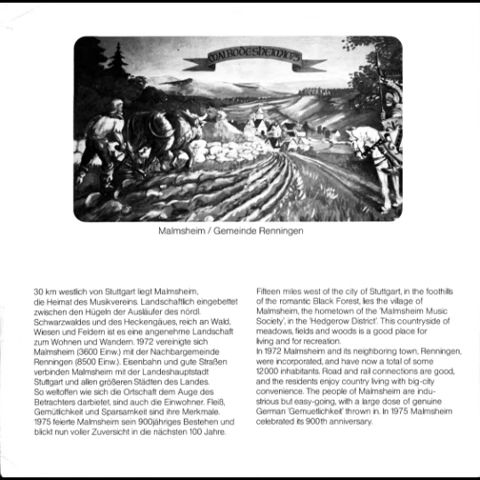 Malmsheim / Gemeinde Renningen
30 km westlich von Stuttgart liegt Malmsheim,
die Heimat des Musikvereins. Landschaftlich eingebettet
zwischen den Hügeln der Ausläufer des nördl.
Schwarzwaldes und des Heckengäues, reich an Wald,
Wiesen und Feldern ist es eine angenehme Landschaft
zum Wohnen und Wandern. 1972 vereinigte sich
Malmsheim (3600 Einw.) mit der Nachbargemeinde
Renningen (8500 Einw.). Eisenbahn und gute Straßen
verbinden Malmsheim mit der Landeshauptstadt
Stuttgart und allen größeren Städten des Landes.
So weltoffen wie sich die Ortschaft dem Auge des
Betrachters darbietet, sind auch die Einwohner. Fleiß,
Gemütlichkeit und Sparsamkeit sind ihre Merkmale.
1975 feierte Malmsheim sein 900jähriges Bestehen und
blickt nun voller Zuversicht in die nächsten 100 Jahre.
Fifteen miles west of the city of Stuttgart, in the foothills
of the romantic Black Forest, lies the village of
Malmsheim, the hometown of the 'Malmsheim Music
Society', in the 'Hedgerow District'. This countryside of
meadows, fields and woods is a good place for
living and for recreation.
In 1972 Malmsheim and its neighboring town, Renningen,
were incorporated, and have now a total of some
12000 inhabitants. Road and rail connections are good,
and the residents enjoy country living with big-city
convenience. The people of Malmsheim are indu-
strious but easy-going, with a large dose of genuine
German 'Gemuetlichkeit' thrown in. In 1975 Malmsheim
celebrated its 900th anniversary.